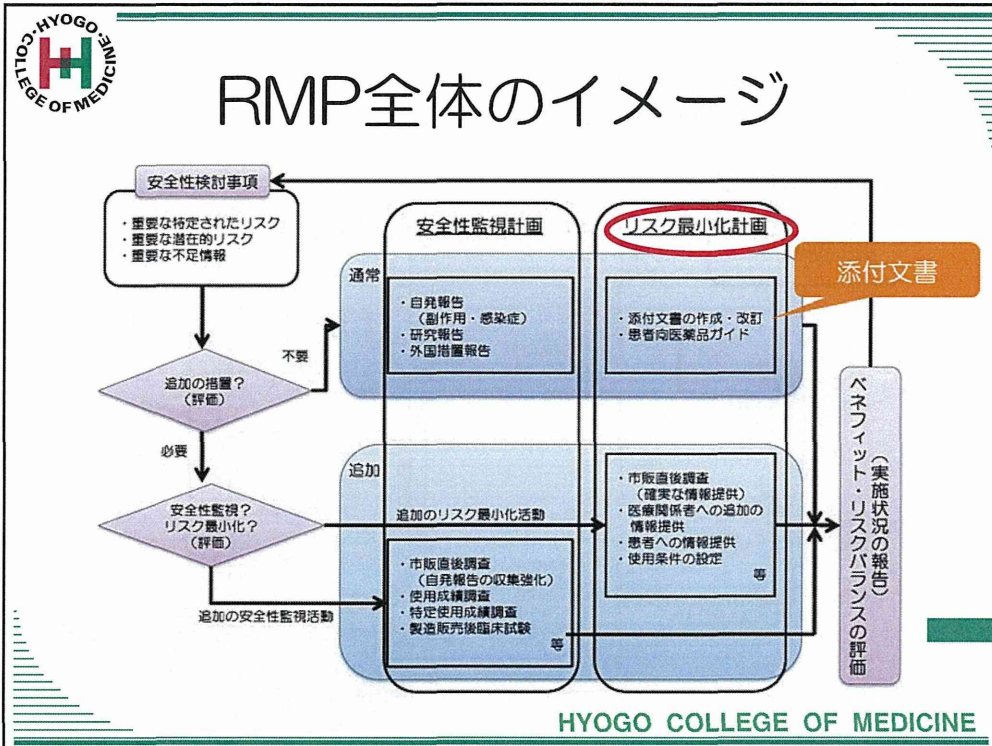 HYOGO COLLEGE OF MEDICINE
RMP全体のイメージ
安全性検討事項
・重要な特定されたリスク
・重要な潜在的リスク
・重要な不足情報
安全性監視計画
リスク最小化計画
添付文書
通常
・自発報告
（副作用・感染症）
・研究報告
・外国措置報告
・添付文書の作成・改訂
・患者向医薬品ガイド
不要
追加の措置？
（評価）
必要
追加
安全性監視？
リスク最小化？
（評価）
追加のリスク最小化活動
・市販直後調査
（確実な情報提供）
・医療関係者への追加の
情報提供
・患者への情報提供
・使用条件の設定
等
追加の安全性監視活動
・市販直後調査
（自発報告の収集強化）
・使用成績調査
・特定使用成績調査
・製造販売後臨床試験
等
（実施状況の報告）
ベネフィット・リスクバランスの評価
HYOGO COLLEGE OF MEDICINE